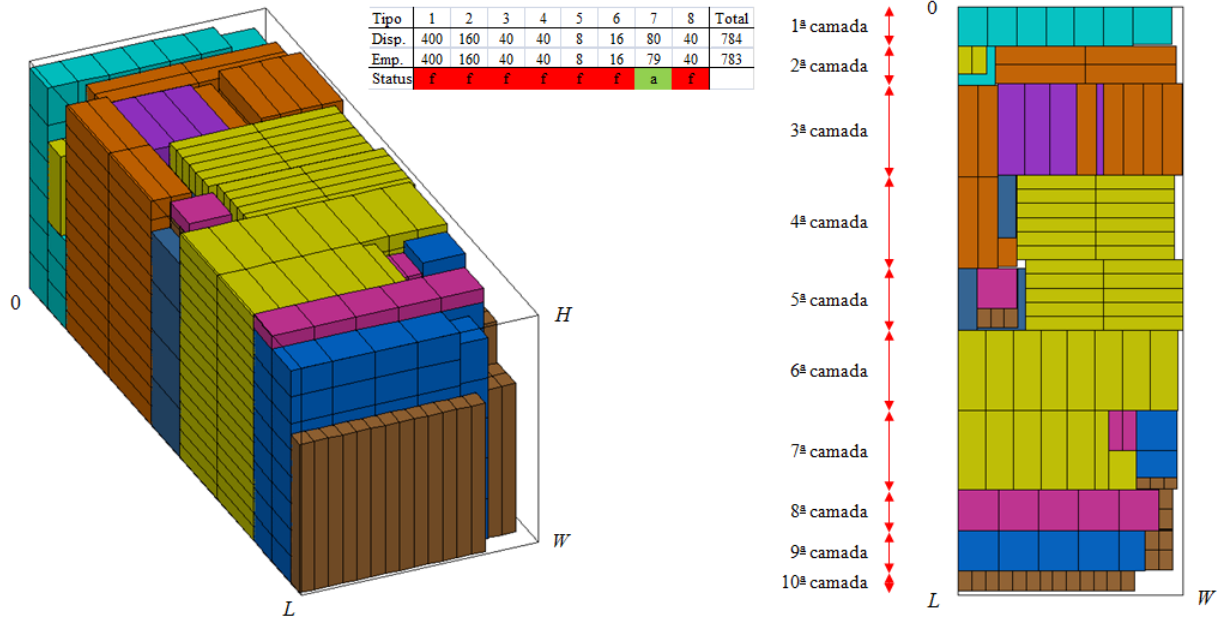 Tipo 1 2 3 4 5 6 7 8 Total
Disp. 400 160 40 40 8 16 80 40 784
Emp. 400 160 40 40 8 16 79 40 783
Status f f f f f f a f
0
H
W
L
0
1ª camada
2ª camada
3ª camada
4ª camada
5ª camada
6ª camada
7ª camada
8ª camada
9ª camada
10ª camada
L
W